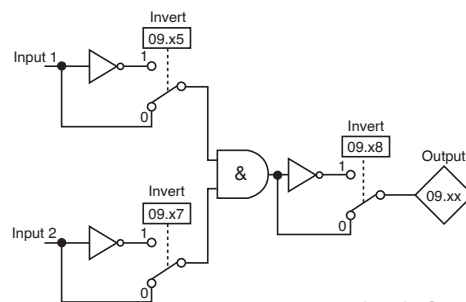 Invert
09.x5
Input 1
1
0
Invert
09.x8
Output
&
1
09.xx
0
Invert
09.x7
Input 2
1
0